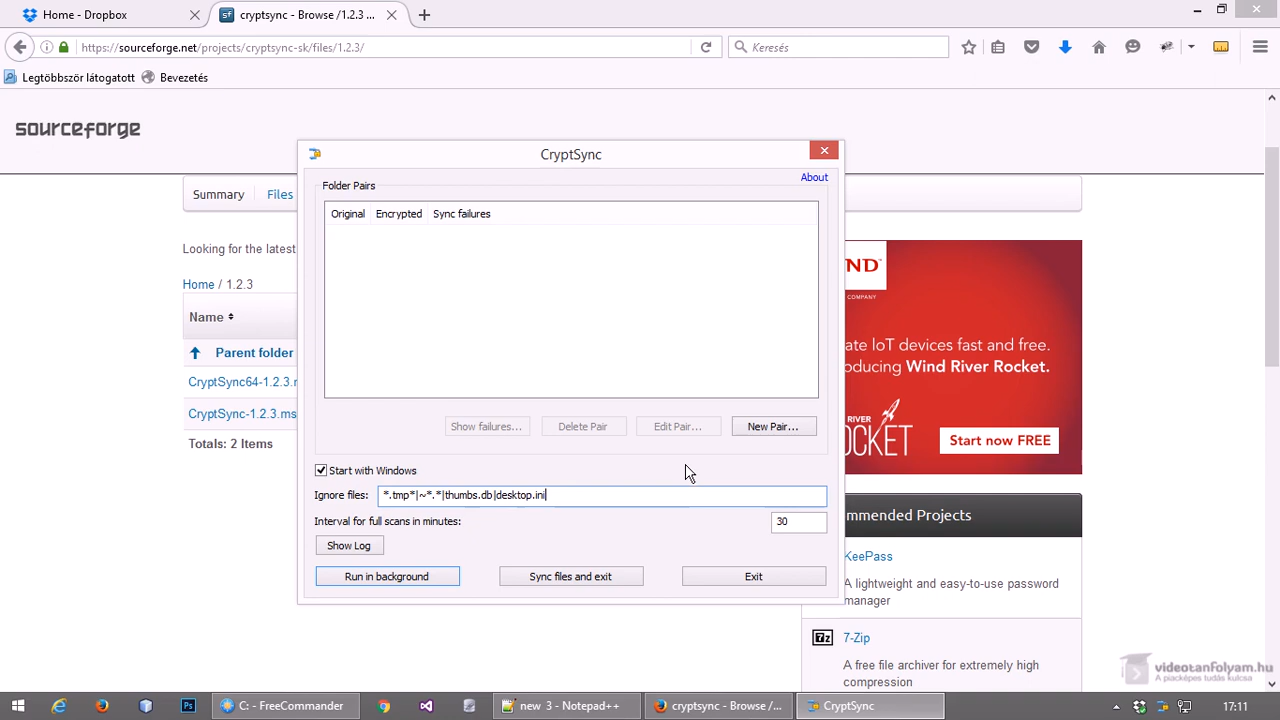 Home - Dropbox
cryptsync - Browse /1.2.3 ...
https://sourceforge.net/projects/cryptsync-sk/files/1.2.3/
Keresés
Legtöbbször látogatott
Bevezetés
sourceforge
CryptSync
About
Folder Pairs
Original
Encrypted
Sync failures
Show failures...
Delete Pair
Edit Pair...
New Pair...
Start with Windows
Ignore files:
*.tmp*|~*.*|thumbs.db|desktop.ini
Interval for full scans in minutes:
30
Show Log
Run in background
Sync files and exit
Exit
Summary
Files
Looking for the latest
Home / 1.2.3
Name
Parent folder
CryptSync64-1.2.3.
CryptSync-1.2.3.ms
Totals: 2 Items
ND
COMPANY
ate IoT devices fast and free.
oducing Wind River Rocket.
RIVER
OCKET
Start now FREE
mmended Projects
KeePass
A lightweight and easy-to-use password
manager
7z
7-Zip
A free file archiver for extremely high
compression
videotanfolyam.hu
A piacképes tudás kulcsa
C: - FreeCommander
new 3 - Notepad++
cryptsync - Browse /...
CryptSync
17:11